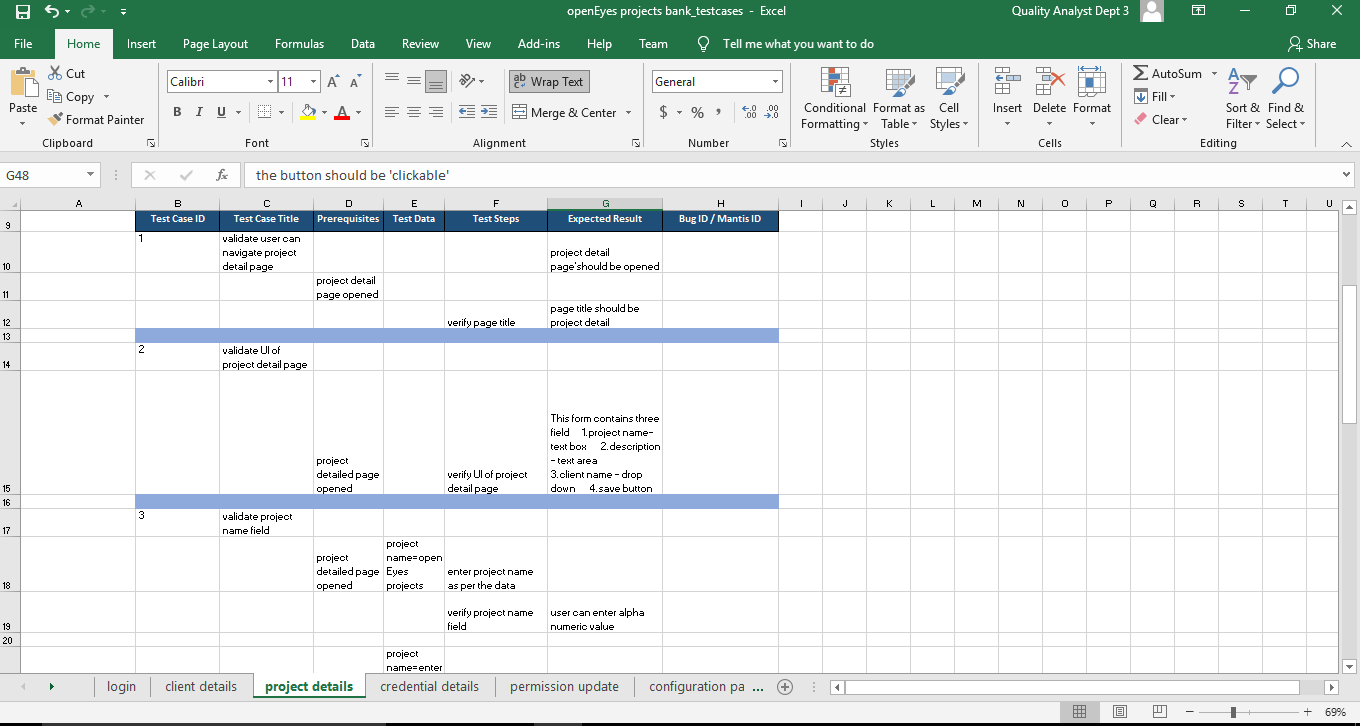 openEyes projects bank_testcases - Excel
Quality Analyst Dept 3
File Home Insert Page Layout Formulas Data Review View Add-ins Help Team Tell me what you want to do Share
Paste
Cut
Copy
Format Painter
Clipboard
Calibri 11
B I U
Font
Wrap Text
Merge & Center
Alignment
General
$ % ,
Number
Conditional Formatting
Format as Table
Cell Styles
Styles
Insert Delete Format
Cells
AutoSum
Fill
Clear
Sort & Filter
Find & Select
Editing
G48 fx the button should be 'clickable'
A B C D E F G H I J K L M N O P Q R S T U
9 Test Case ID Test Case Title Prerequisites Test Data Test Steps Expected Result Bug ID / Mantis ID
1 validate user can
navigate project project detail
10 detail page page'should be opened
project detail
11 page opened
page title should be
12 verify page title project detail
13
2 validate UI of
14 project detail page
This form contains three
field 1.project name-
text box 2.description
- text area
project 3.client name - drop
detailed page verify UI of project down 4.save button
15 opened detail page
16
3 validate project
17 name field
project
project name=open
detailed page Eyes enter project name
18 opened projects as per the data
verify project name user can enter alpha
19 field numeric value
20
project
name=enter
login client details project details credential details permission update configuration pa ...
69%